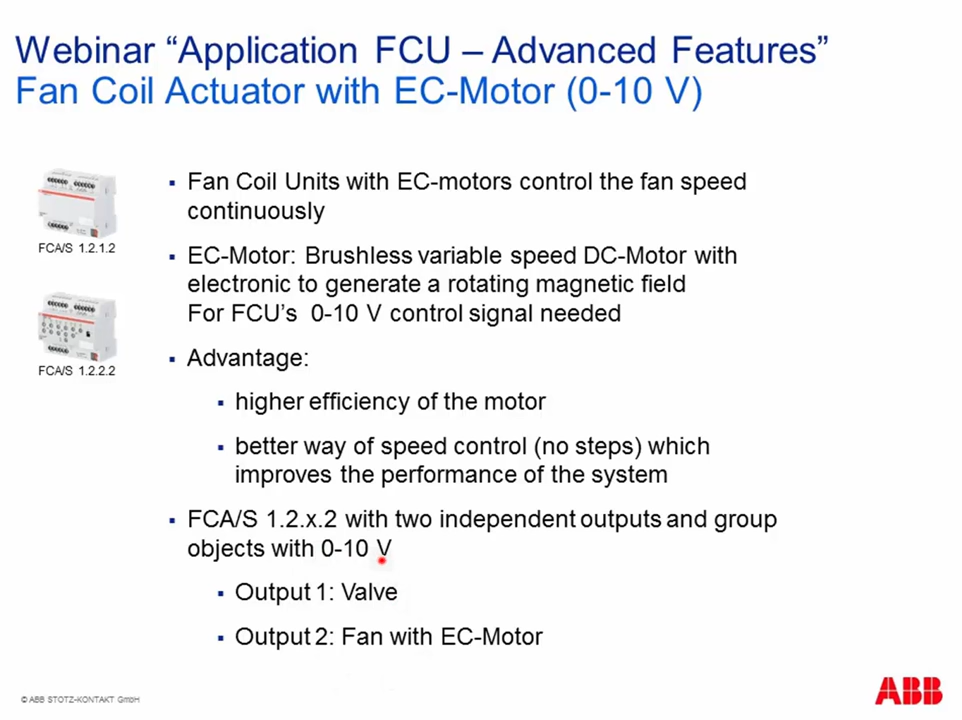 Webinar “Application FCU – Advanced Features”
Fan Coil Actuator with EC-Motor (0-10 V)
FCA/S 1.2.1.2
FCA/S 1.2.2.2
▪ Fan Coil Units with EC-motors control the fan speed
continuously
▪ EC-Motor: Brushless variable speed DC-Motor with
electronic to generate a rotating magnetic field
For FCU’s 0-10 V control signal needed
▪ Advantage:
▪ higher efficiency of the motor
▪ better way of speed control (no steps) which
improves the performance of the system
▪ FCA/S 1.2.x.2 with two independent outputs and group
objects with 0-10 V
▪ Output 1: Valve
▪ Output 2: Fan with EC-Motor
© ABB STOTZ-KONTAKT GmbH
ABB